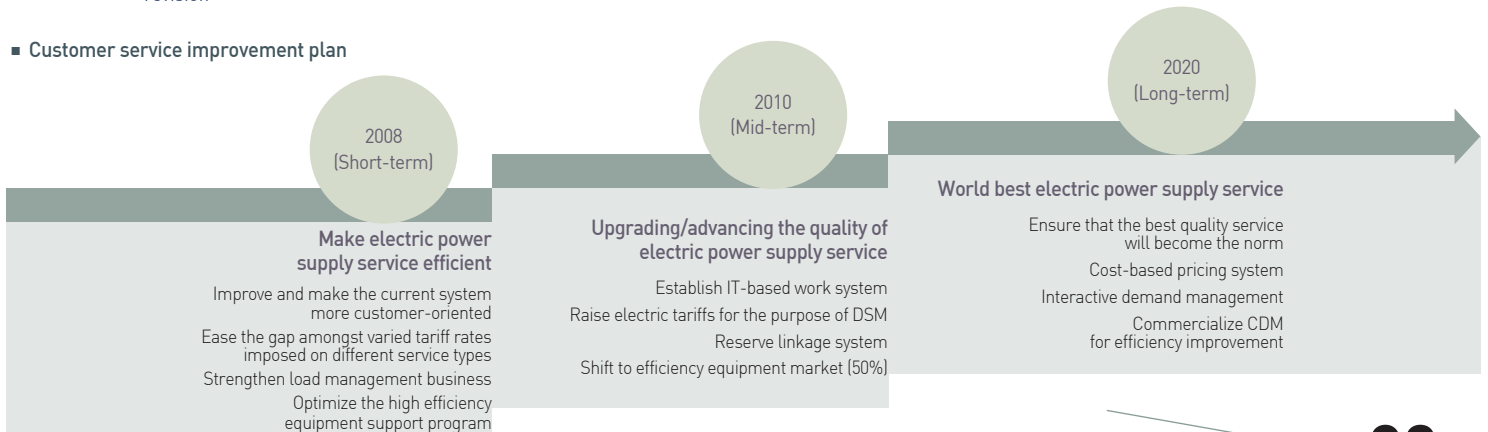 ■ Customer service improvement plan
2008
(Short-term)
Make electric power
supply service efficient
Improve and make the current system
more customer-oriented
Ease the gap amongst varied tariff rates
imposed on different service types
Strengthen load management business
Optimize the high efficiency
equipment support program
2010
(Mid-term)
Upgrading/advancing the quality of
electric power supply service
Establish IT-based work system
Raise electric tariffs for the purpose of DSM
Reserve linkage system
Shift to efficiency equipment market (50%)
2020
(Long-term)
World best electric power supply service
Ensure that the best quality service
will become the norm
Cost-based pricing system
Interactive demand management
Commercialize CDM
for efficiency improvement